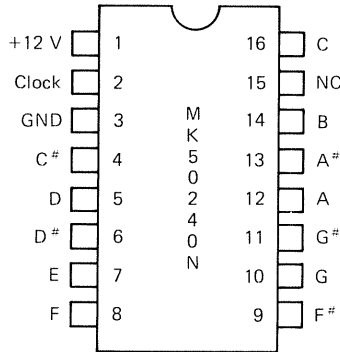 +12 V 1 16 C
Clock 2 15 NC
GND 3 14 B
C# 4 13 A#
D 5 12 A
D# 6 11 G#
E 7 10 G
F 8 9 F#
MK50240N